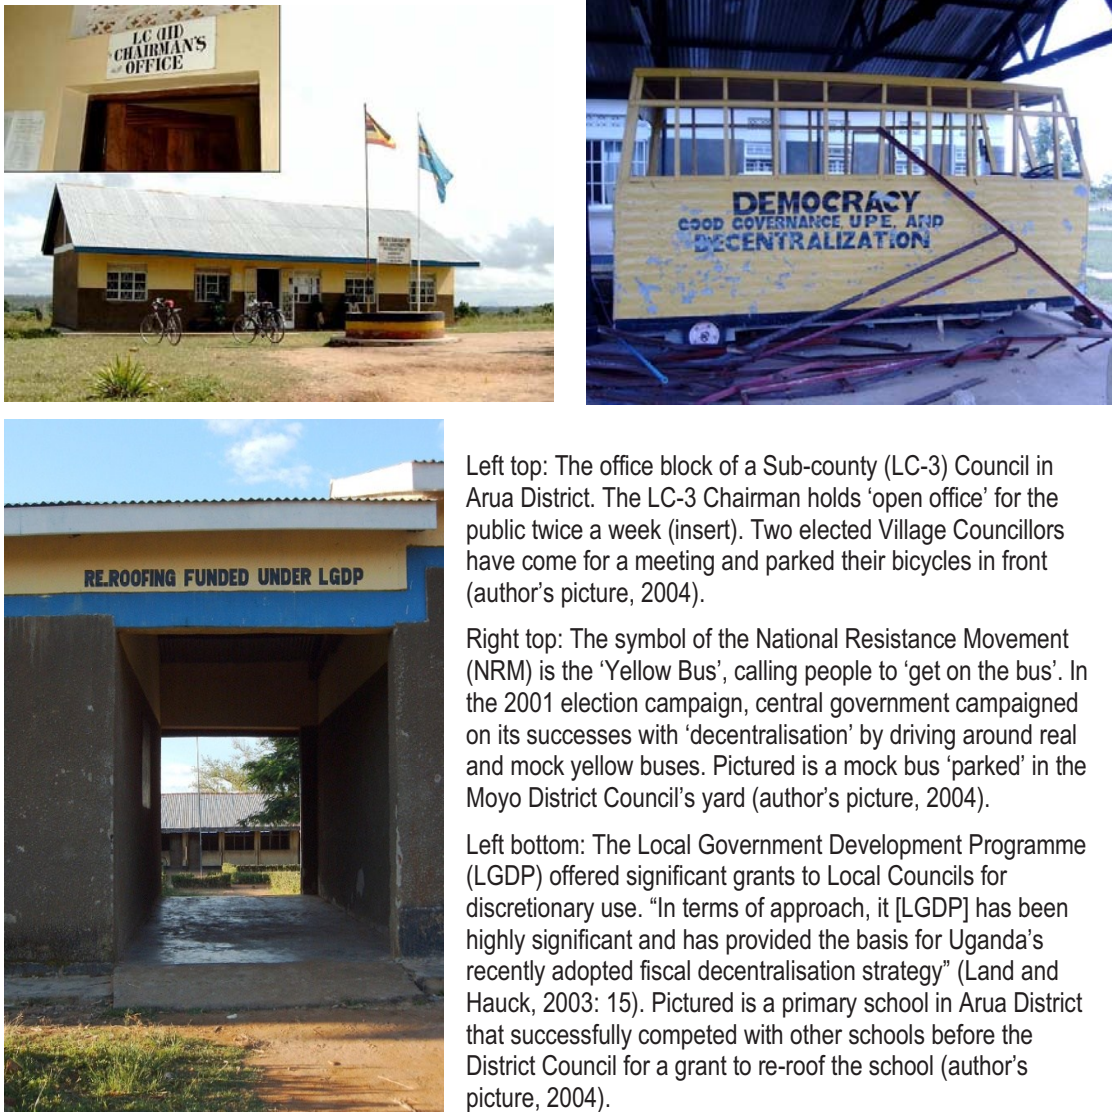 LC (III)
CHAIRMAN'S
OFFICE
DEMOCRACY
GOOD GOVERNANCE, U.P.E, AND
DECENTRALIZATION
RE.ROOFING FUNDED UNDER LGDP
Left top: The office block of a Sub-county (LC-3) Council in
Arua District. The LC-3 Chairman holds ‘open office’ for the
public twice a week (insert). Two elected Village Councillors
have come for a meeting and parked their bicycles in front
(author’s picture, 2004).
Right top: The symbol of the National Resistance Movement
(NRM) is the ‘Yellow Bus’, calling people to ‘get on the bus’. In
the 2001 election campaign, central government campaigned
on its successes with ‘decentralisation’ by driving around real
and mock yellow buses. Pictured is a mock bus ‘parked’ in the
Moyo District Council’s yard (author’s picture, 2004).
Left bottom: The Local Government Development Programme
(LGDP) offered significant grants to Local Councils for
discretionary use. “In terms of approach, it [LGDP] has been
highly significant and has provided the basis for Uganda’s
recently adopted fiscal decentralisation strategy” (Land and
Hauck, 2003: 15). Pictured is a primary school in Arua District
that successfully competed with other schools before the
District Council for a grant to re-roof the school (author’s
picture, 2004).